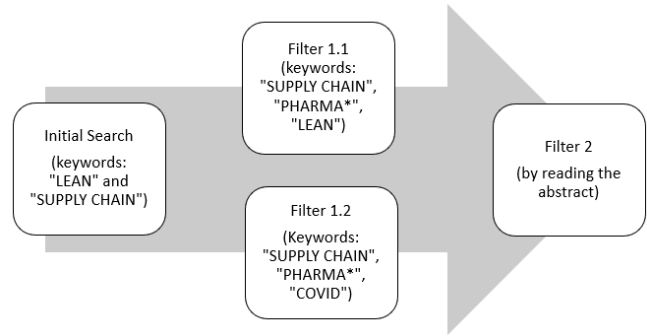 Initial Search
(keywords:
"LEAN" and
"SUPPLY CHAIN")
Filter 1.1
(keywords:
"SUPPLY CHAIN",
"PHARMA*",
"LEAN")
Filter 1.2
(Keywords:
"SUPPLY CHAIN",
"PHARMA*",
"COVID")
Filter 2
(by reading the
abstract)